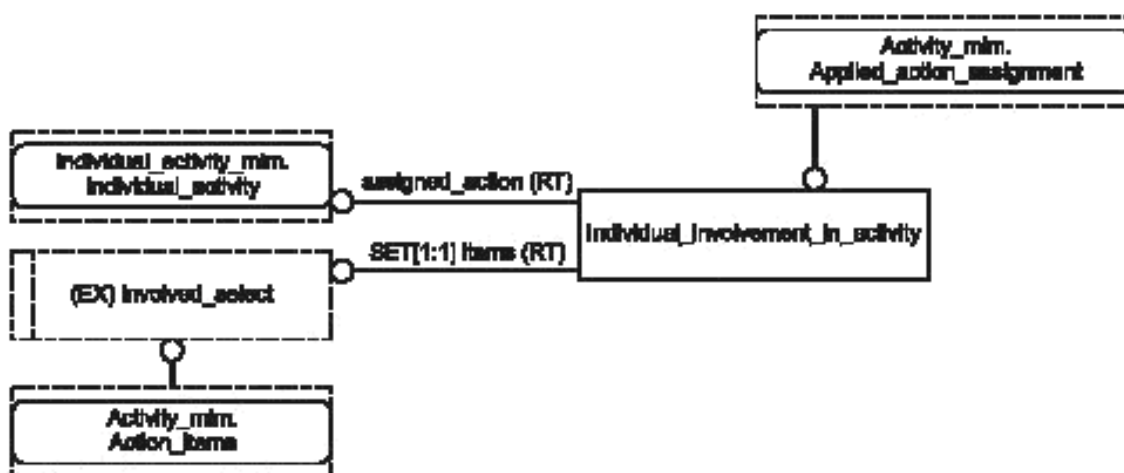 Activity_mim.
Applied_action_assignment
Individual_activity_mim.
Individual_activity
assigned_action (RT)
Individual_involvement_in_activity
SET[1:1] items (RT)
(EX) involved_select
Activity_mim.
Action_items